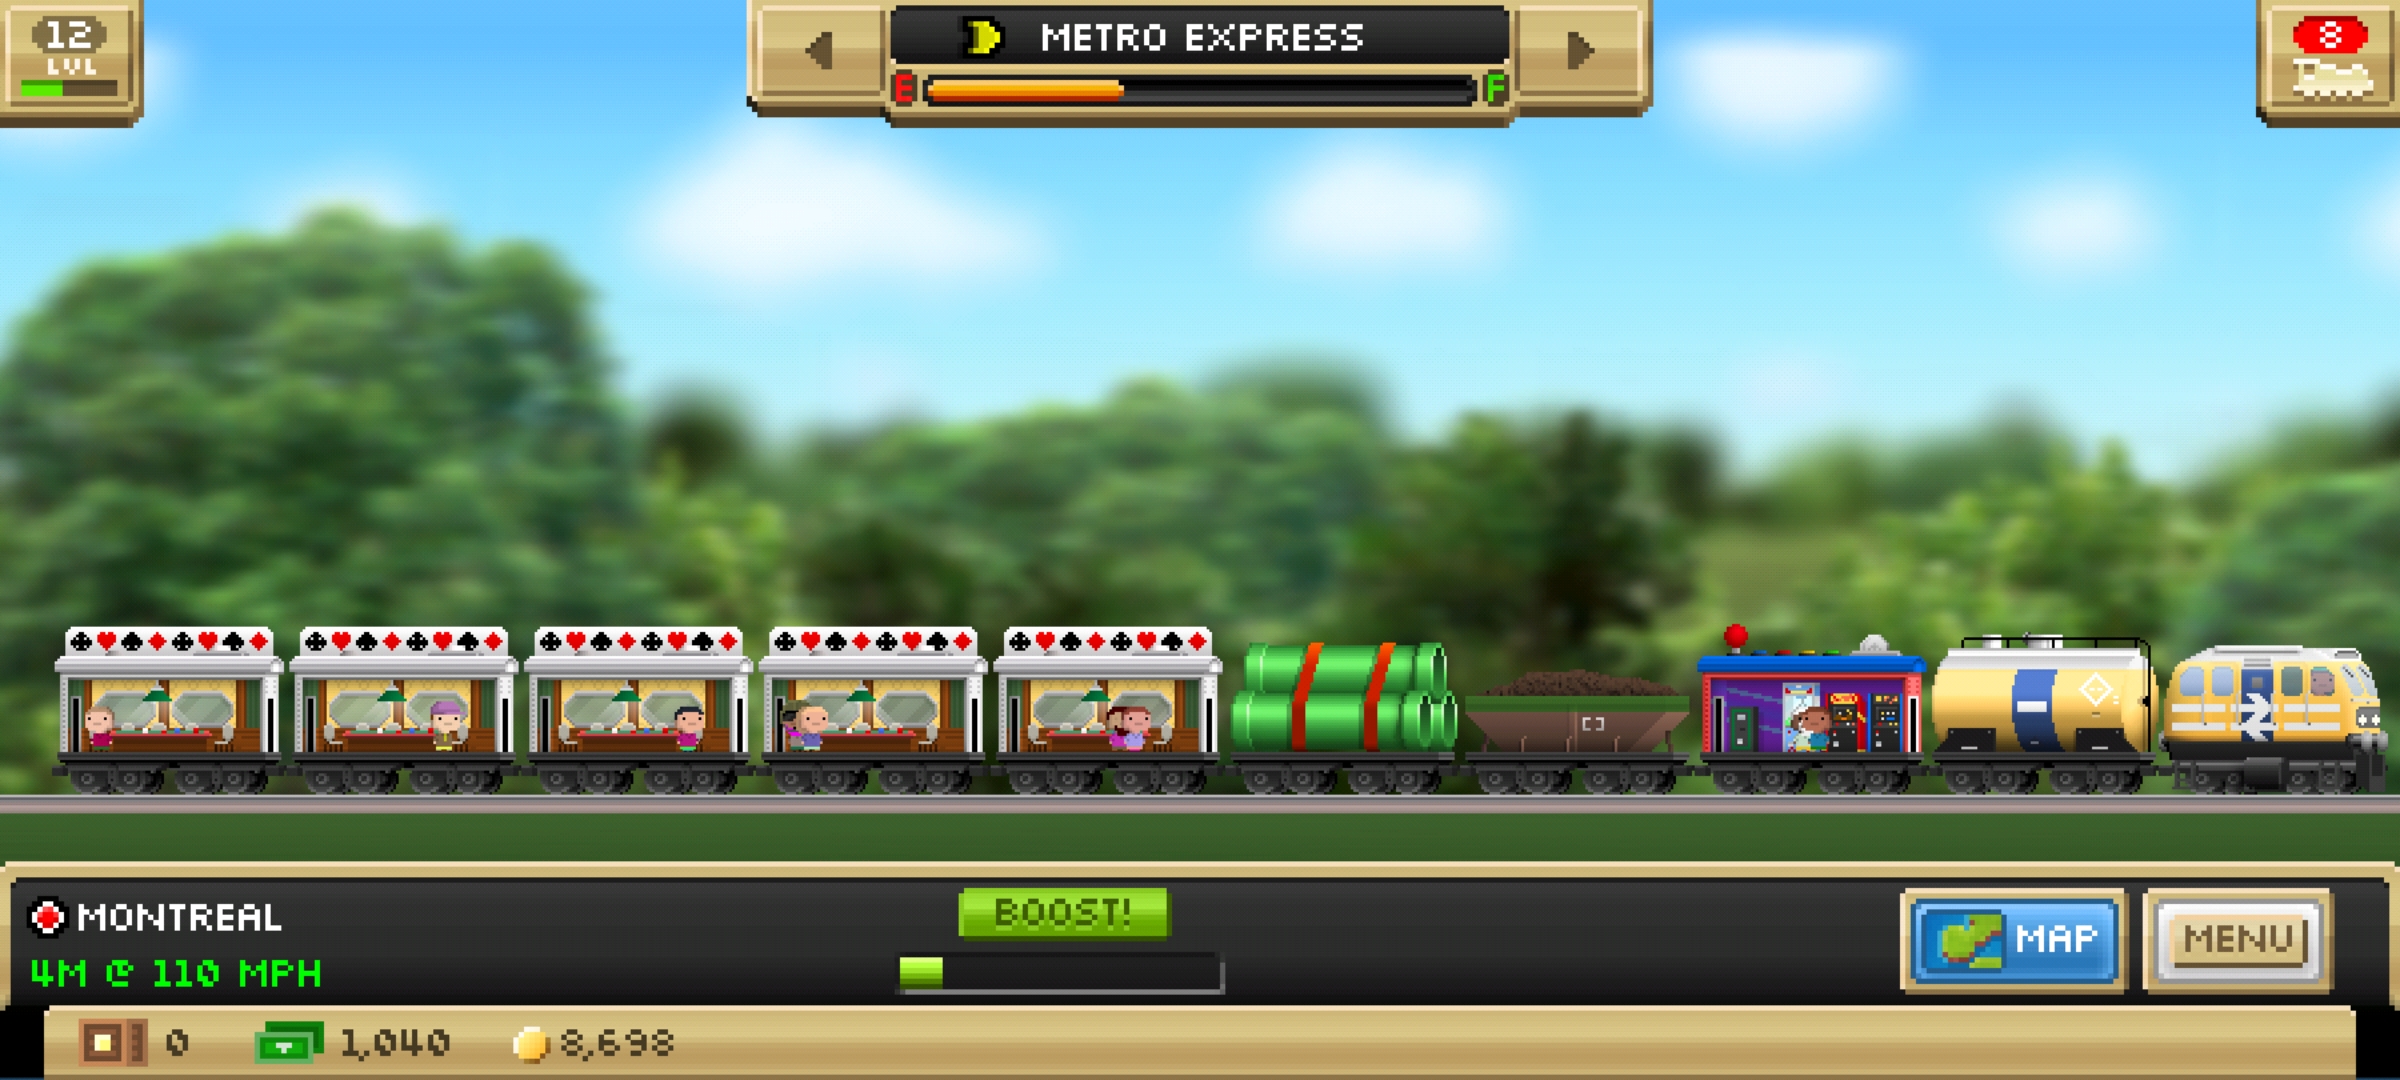 12
LVL
METRO EXPRESS
E F
8
MONTREAL
4M @ 110 MPH
BOOST!
MAP
MENU
0
1,040
8,698